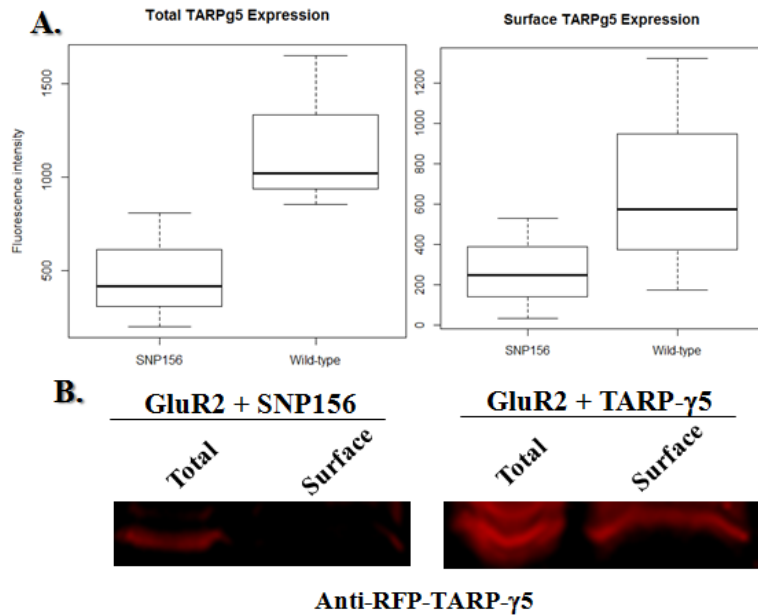 A.
Total TARPg5 Expression
Surface TARPg5 Expression
Fluorescence intensity
1500
1000
500
1200
1000
800
600
400
200
0
SNP156 Wild-type
SNP156 Wild-type
B.
GluR2 + SNP156
GluR2 + TARP-γ5
Total Surface
Total Surface
Anti-RFP-TARP-γ5